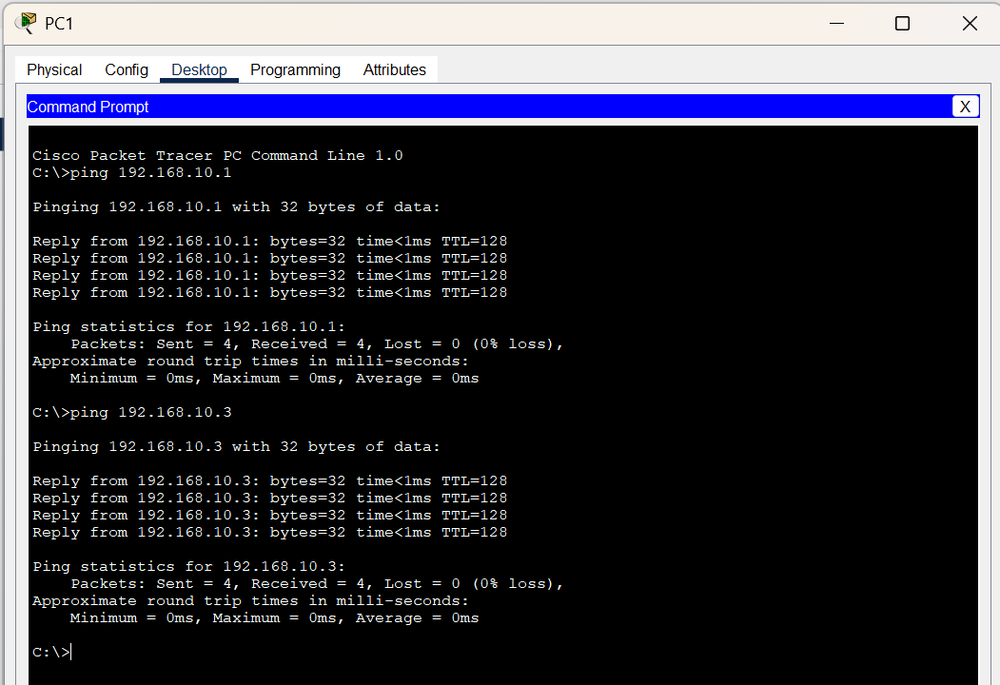 PC1
Physical Config Desktop Programming Attributes
Command Prompt X
Cisco Packet Tracer PC Command Line 1.0
C:\>ping 192.168.10.1
Pinging 192.168.10.1 with 32 bytes of data:
Reply from 192.168.10.1: bytes=32 time<1ms TTL=128
Reply from 192.168.10.1: bytes=32 time<1ms TTL=128
Reply from 192.168.10.1: bytes=32 time<1ms TTL=128
Reply from 192.168.10.1: bytes=32 time<1ms TTL=128
Ping statistics for 192.168.10.1:
    Packets: Sent = 4, Received = 4, Lost = 0 (0% loss),
Approximate round trip times in milli-seconds:
    Minimum = 0ms, Maximum = 0ms, Average = 0ms
C:\>ping 192.168.10.3
Pinging 192.168.10.3 with 32 bytes of data:
Reply from 192.168.10.3: bytes=32 time<1ms TTL=128
Reply from 192.168.10.3: bytes=32 time<1ms TTL=128
Reply from 192.168.10.3: bytes=32 time<1ms TTL=128
Reply from 192.168.10.3: bytes=32 time<1ms TTL=128
Ping statistics for 192.168.10.3:
    Packets: Sent = 4, Received = 4, Lost = 0 (0% loss),
Approximate round trip times in milli-seconds:
    Minimum = 0ms, Maximum = 0ms, Average = 0ms
C:\>